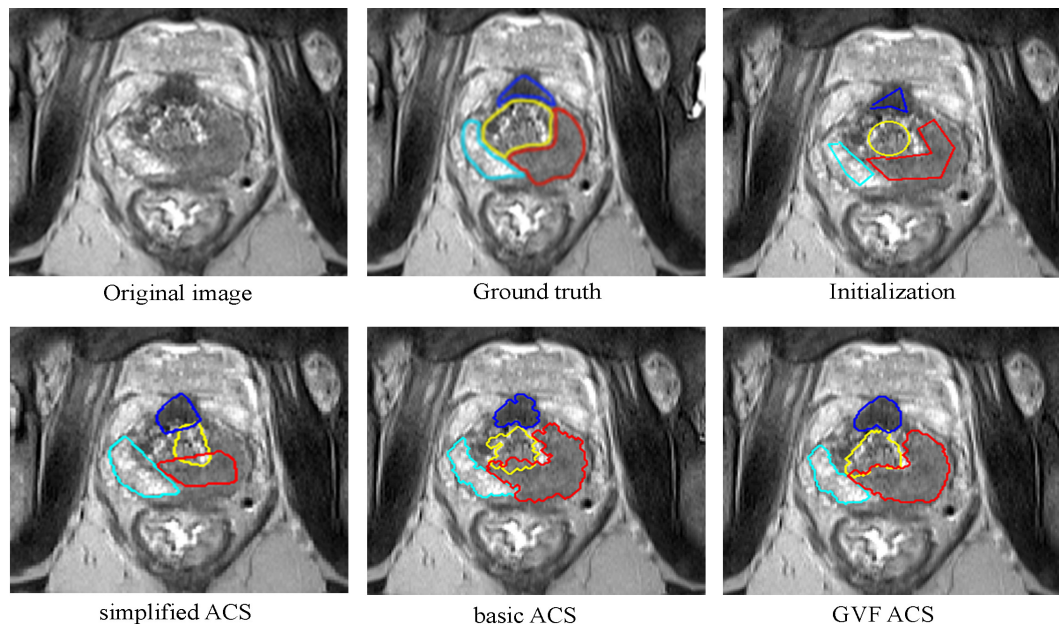 Original image
Ground truth
Initialization
simplified ACS
basic ACS
GVF ACS